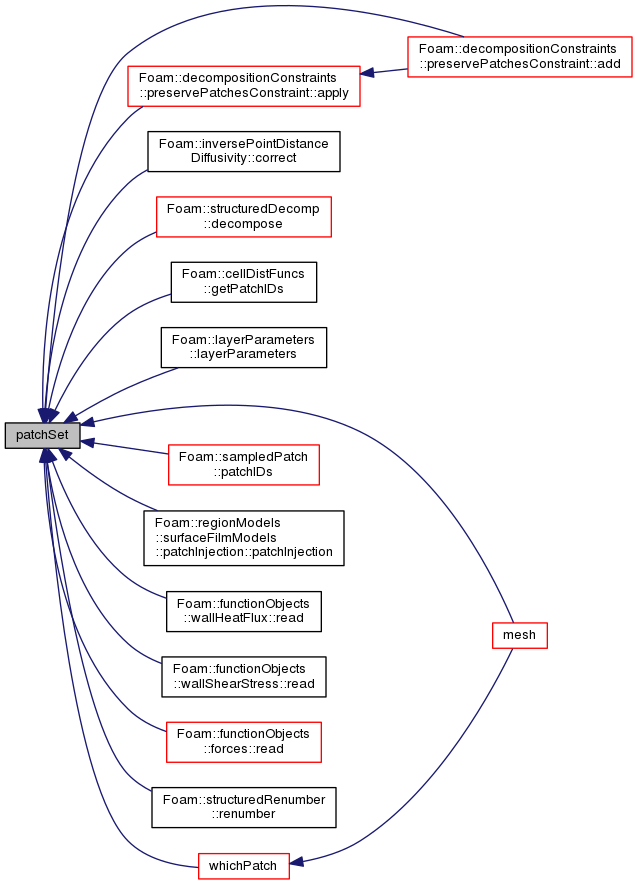 Foam::decompositionConstraints
::preservePatchesConstraint::add
Foam::decompositionConstraints
::preservePatchesConstraint::apply
Foam::inversePointDistance
Diffusivity::correct
Foam::structuredDecomp
::decompose
Foam::cellDistFuncs
::getPatchIDs
Foam::layerParameters
::layerParameters
patchSet
Foam::sampledPatch
::patchIDs
Foam::regionModels
::surfaceFilmModels
::patchInjection::patchInjection
Foam::functionObjects
::wallHeatFlux::read
mesh
Foam::functionObjects
::wallShearStress::read
Foam::functionObjects
::forces::read
Foam::structuredRenumber
::renumber
whichPatch